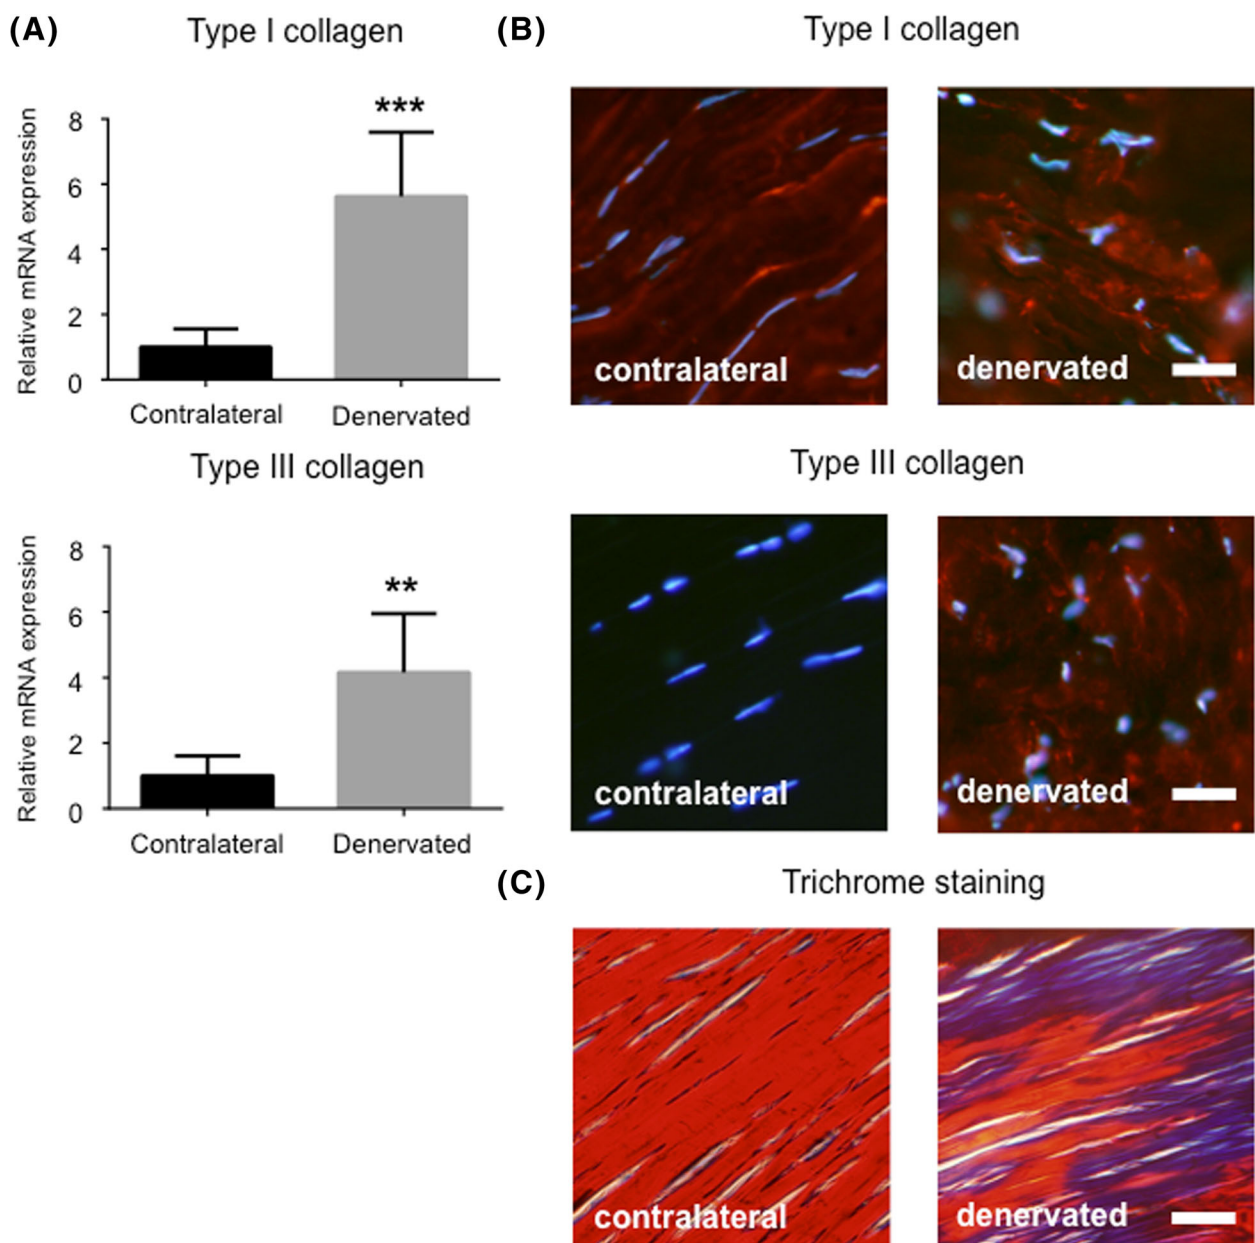 (A)
Type I collagen
Relative mRNA expression
8
6
4
2
0
***
Contralateral
Denervated
Type III collagen
Relative mRNA expression
8
6
4
2
0
**
Contralateral
Denervated
(B)
Type I collagen
contralateral
denervated
Type III collagen
contralateral
denervated
(C)
Trichrome staining
contralateral
denervated